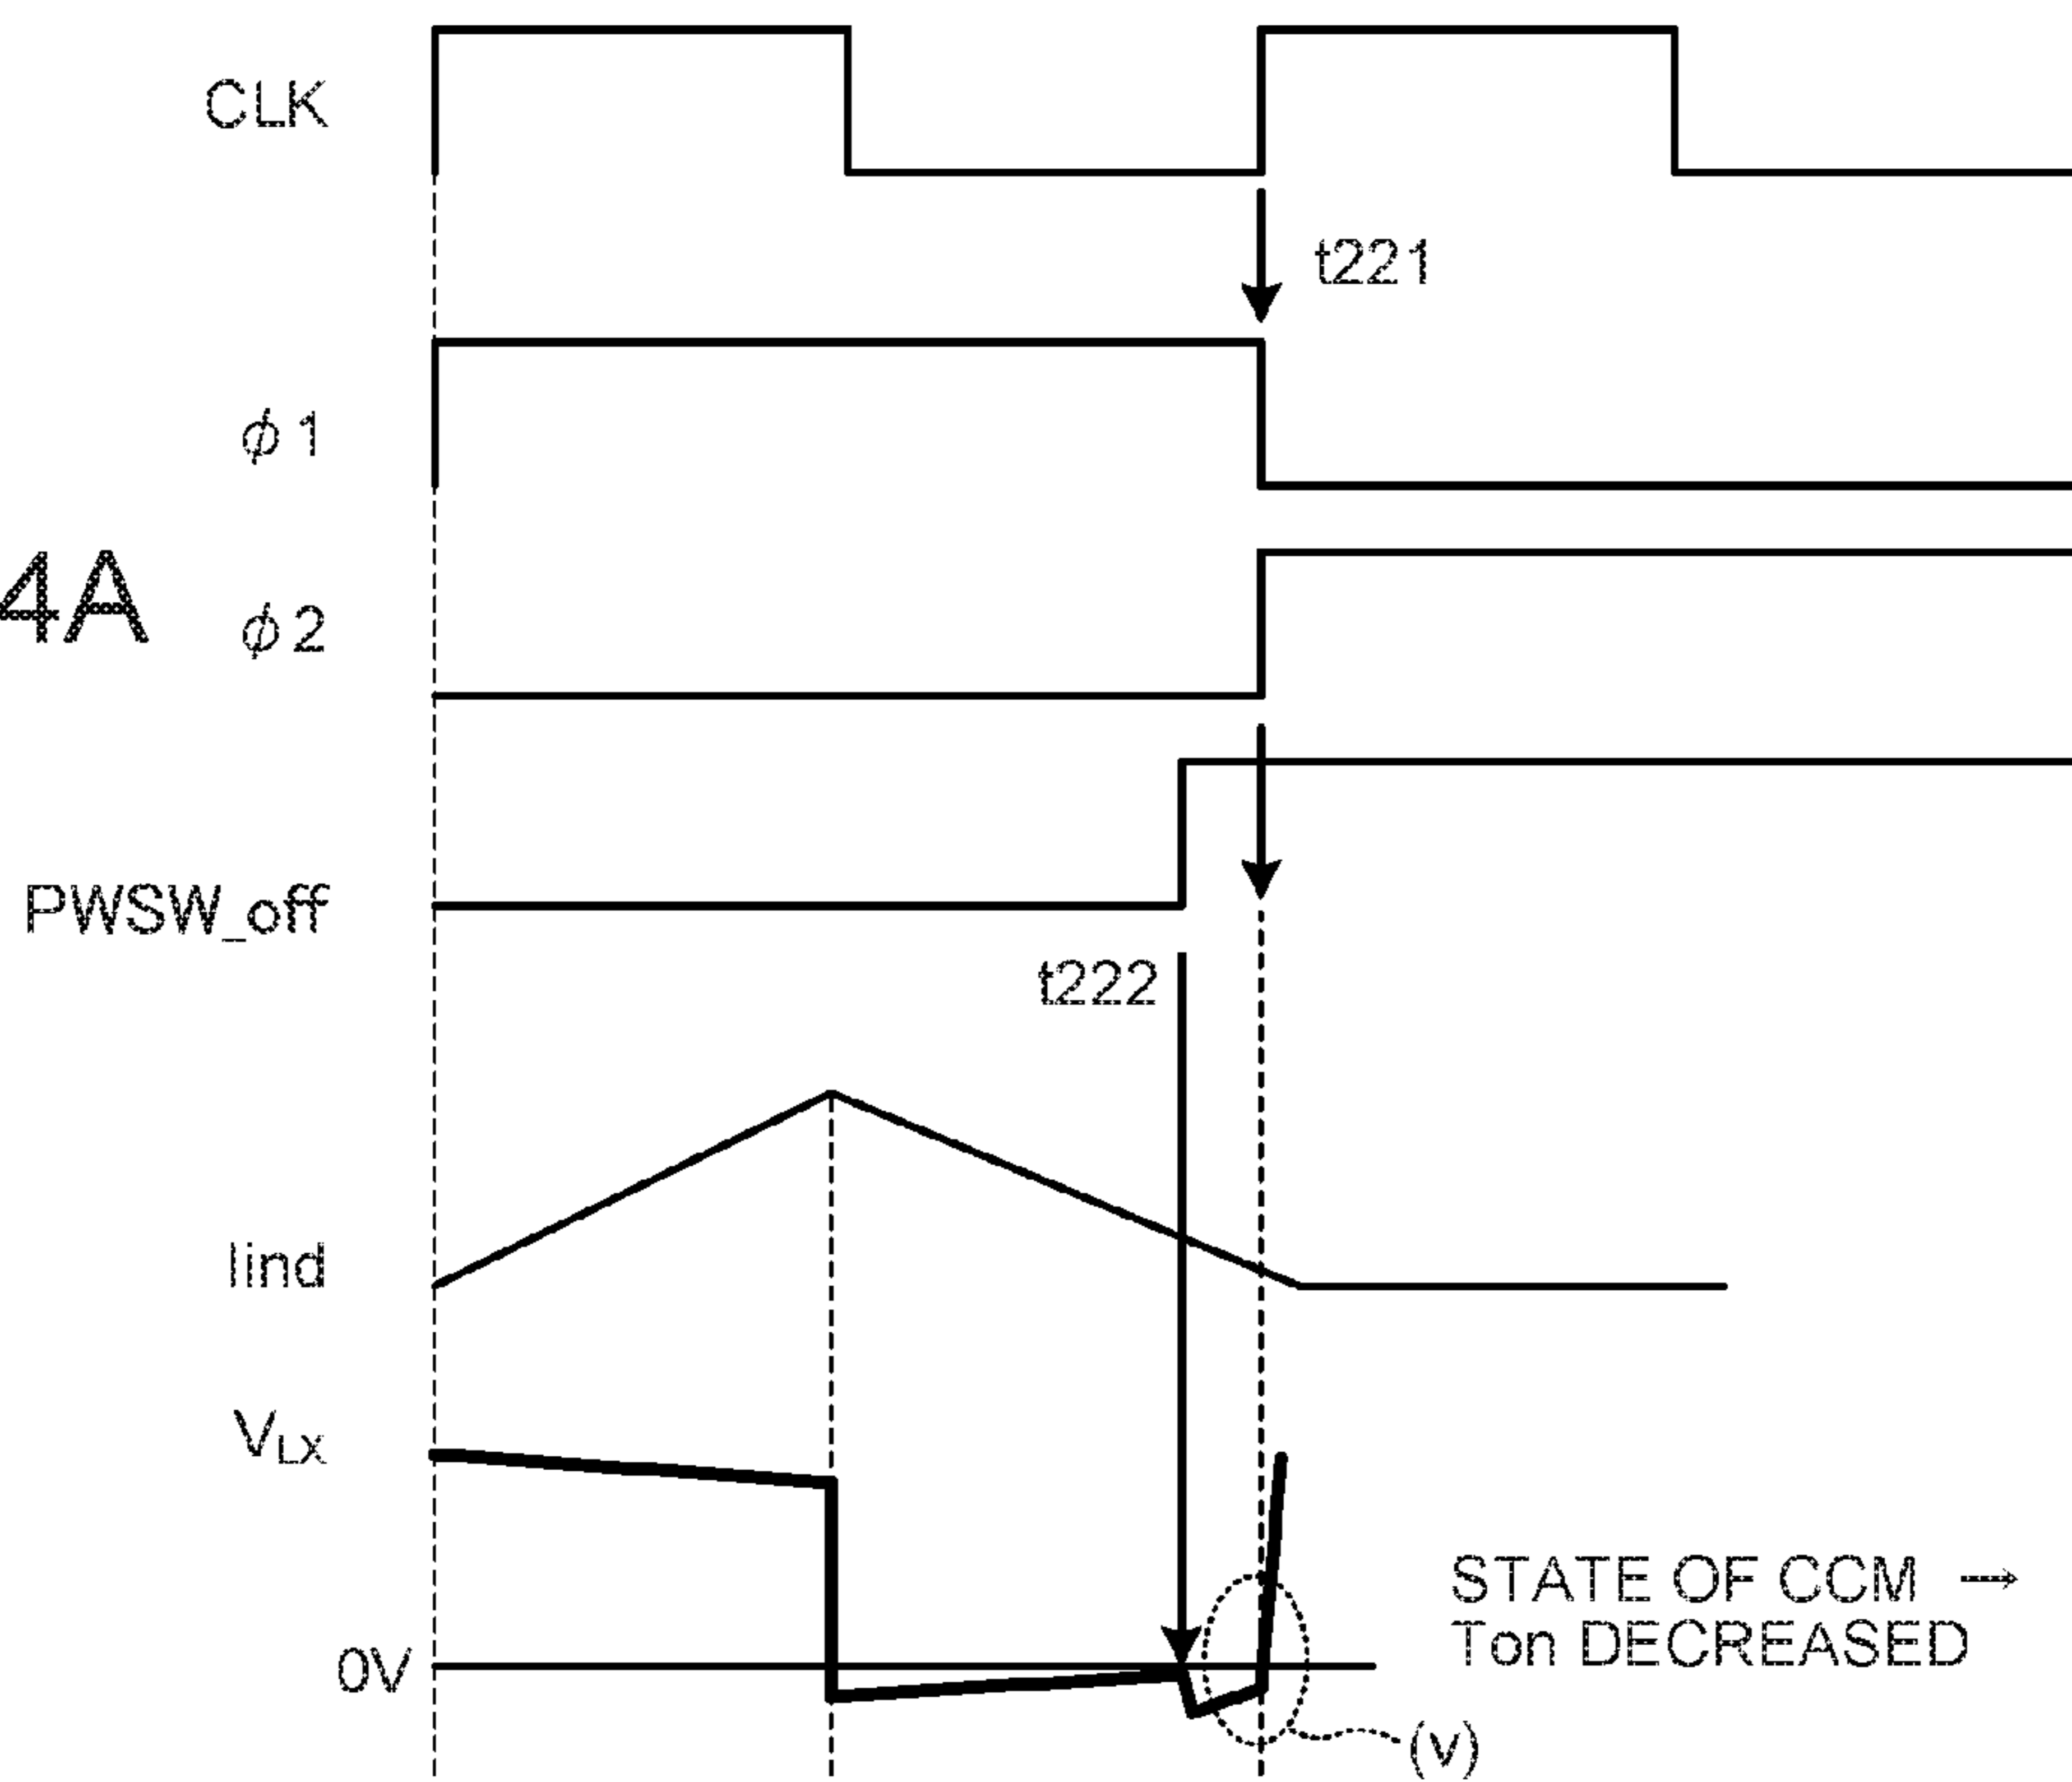 CLK
t221
ϕ1
4A
ϕ2
PWSW_off
t222
Iind
VLX
STATE OF CCM →
Ton DECREASED
0V
(v)